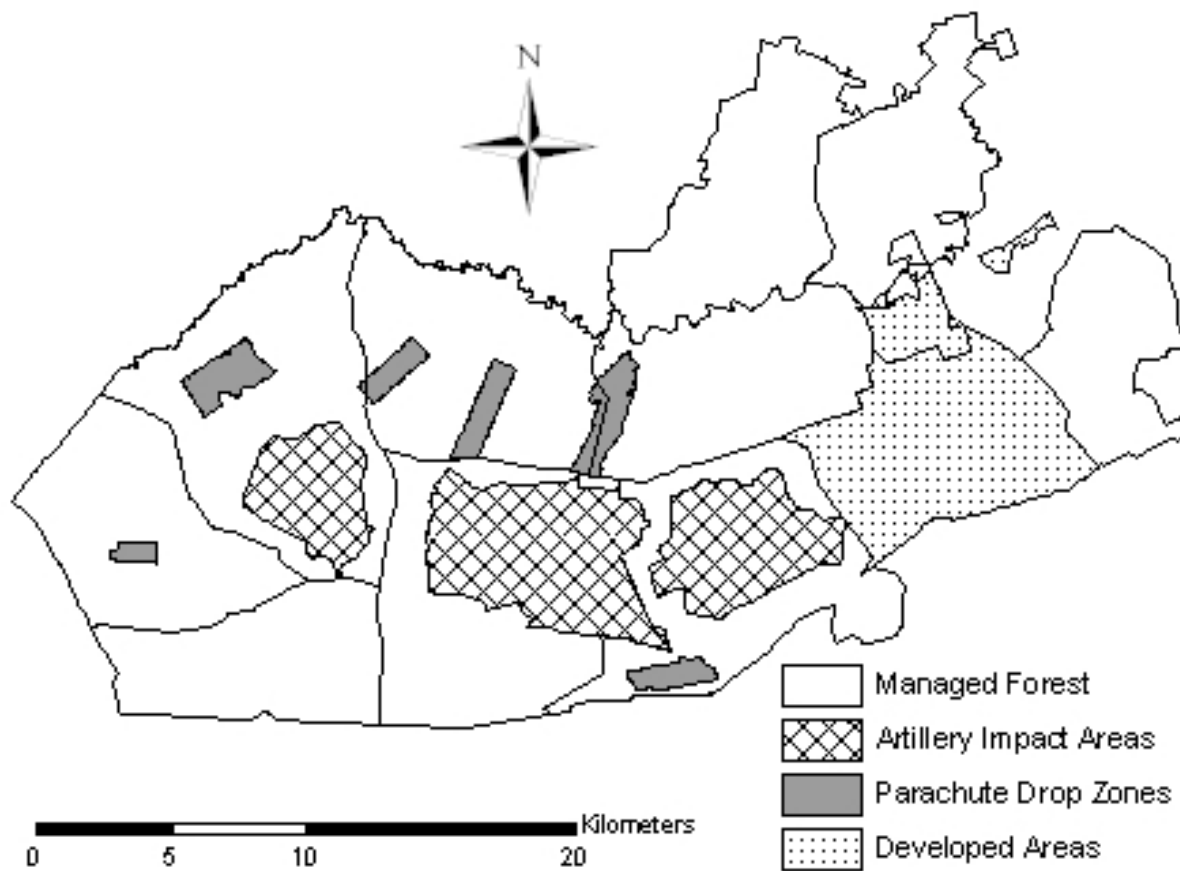 N
Managed Forest
Artillery Impact Areas
Parachute Drop Zones
Developed Areas
Kilometers
0 5 10 20